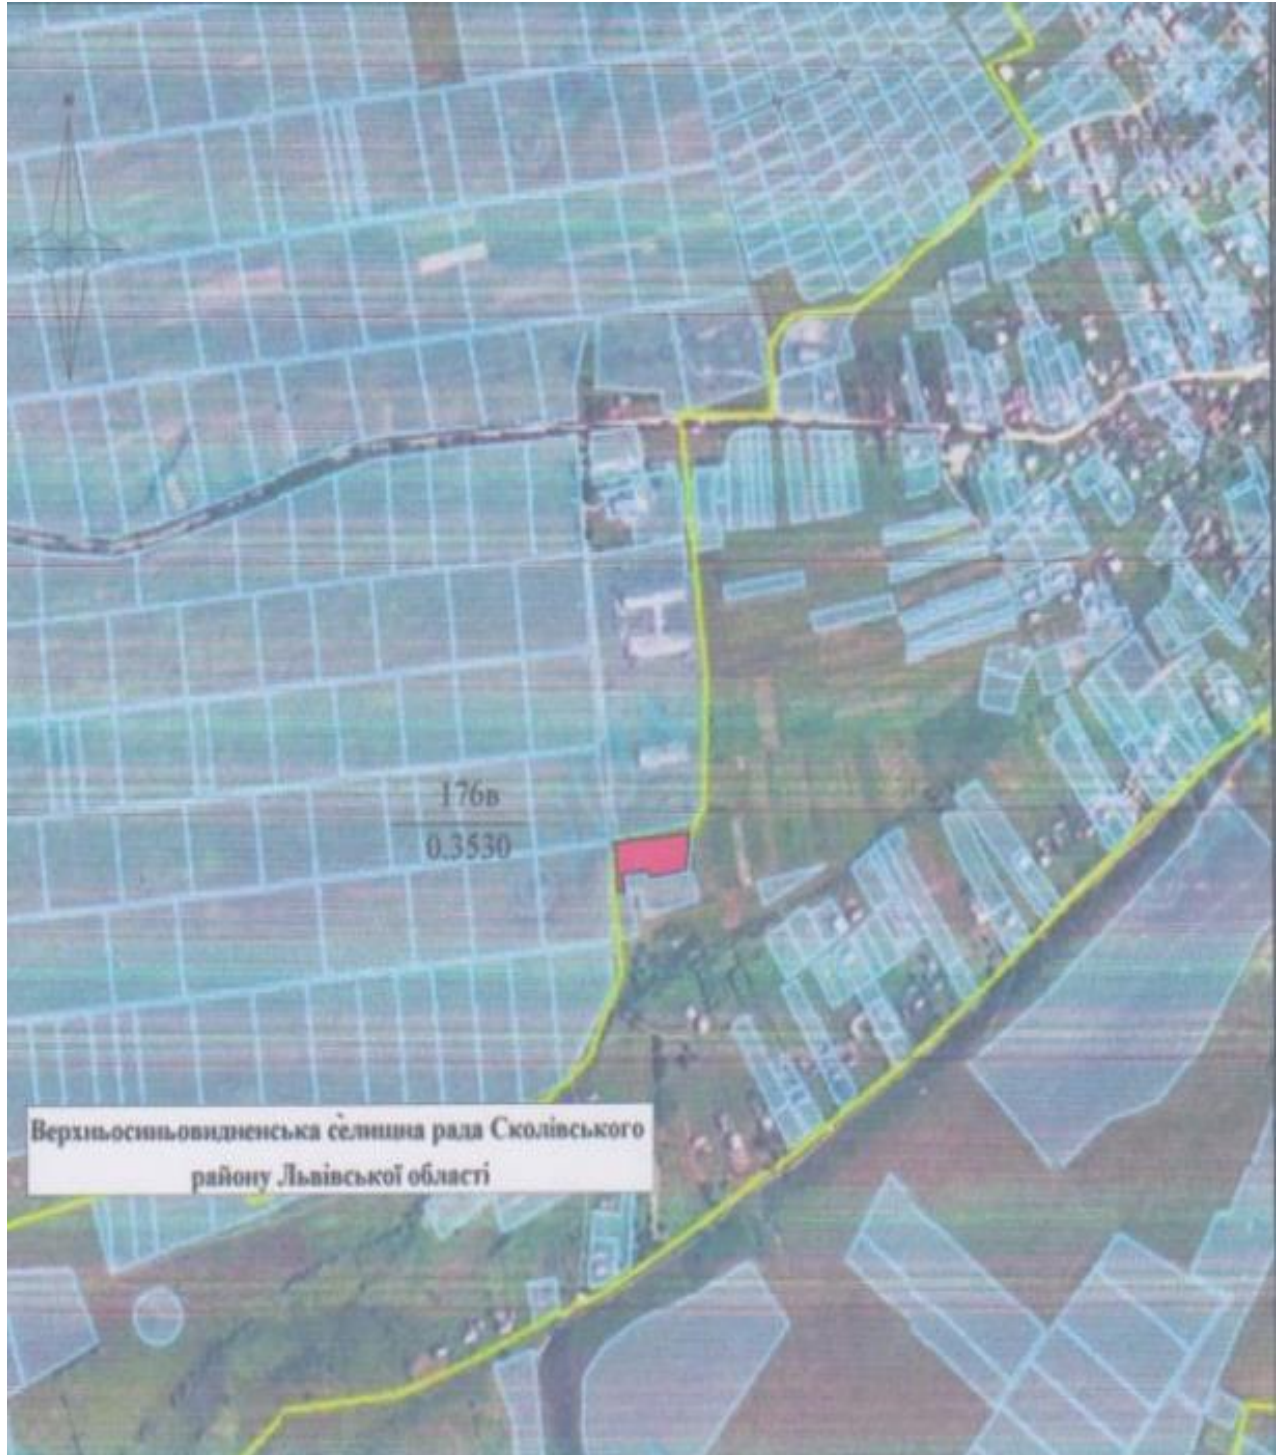 176в
0.3530
Верхньосиньовидненська селищна рада Сколівського
району Львівської області